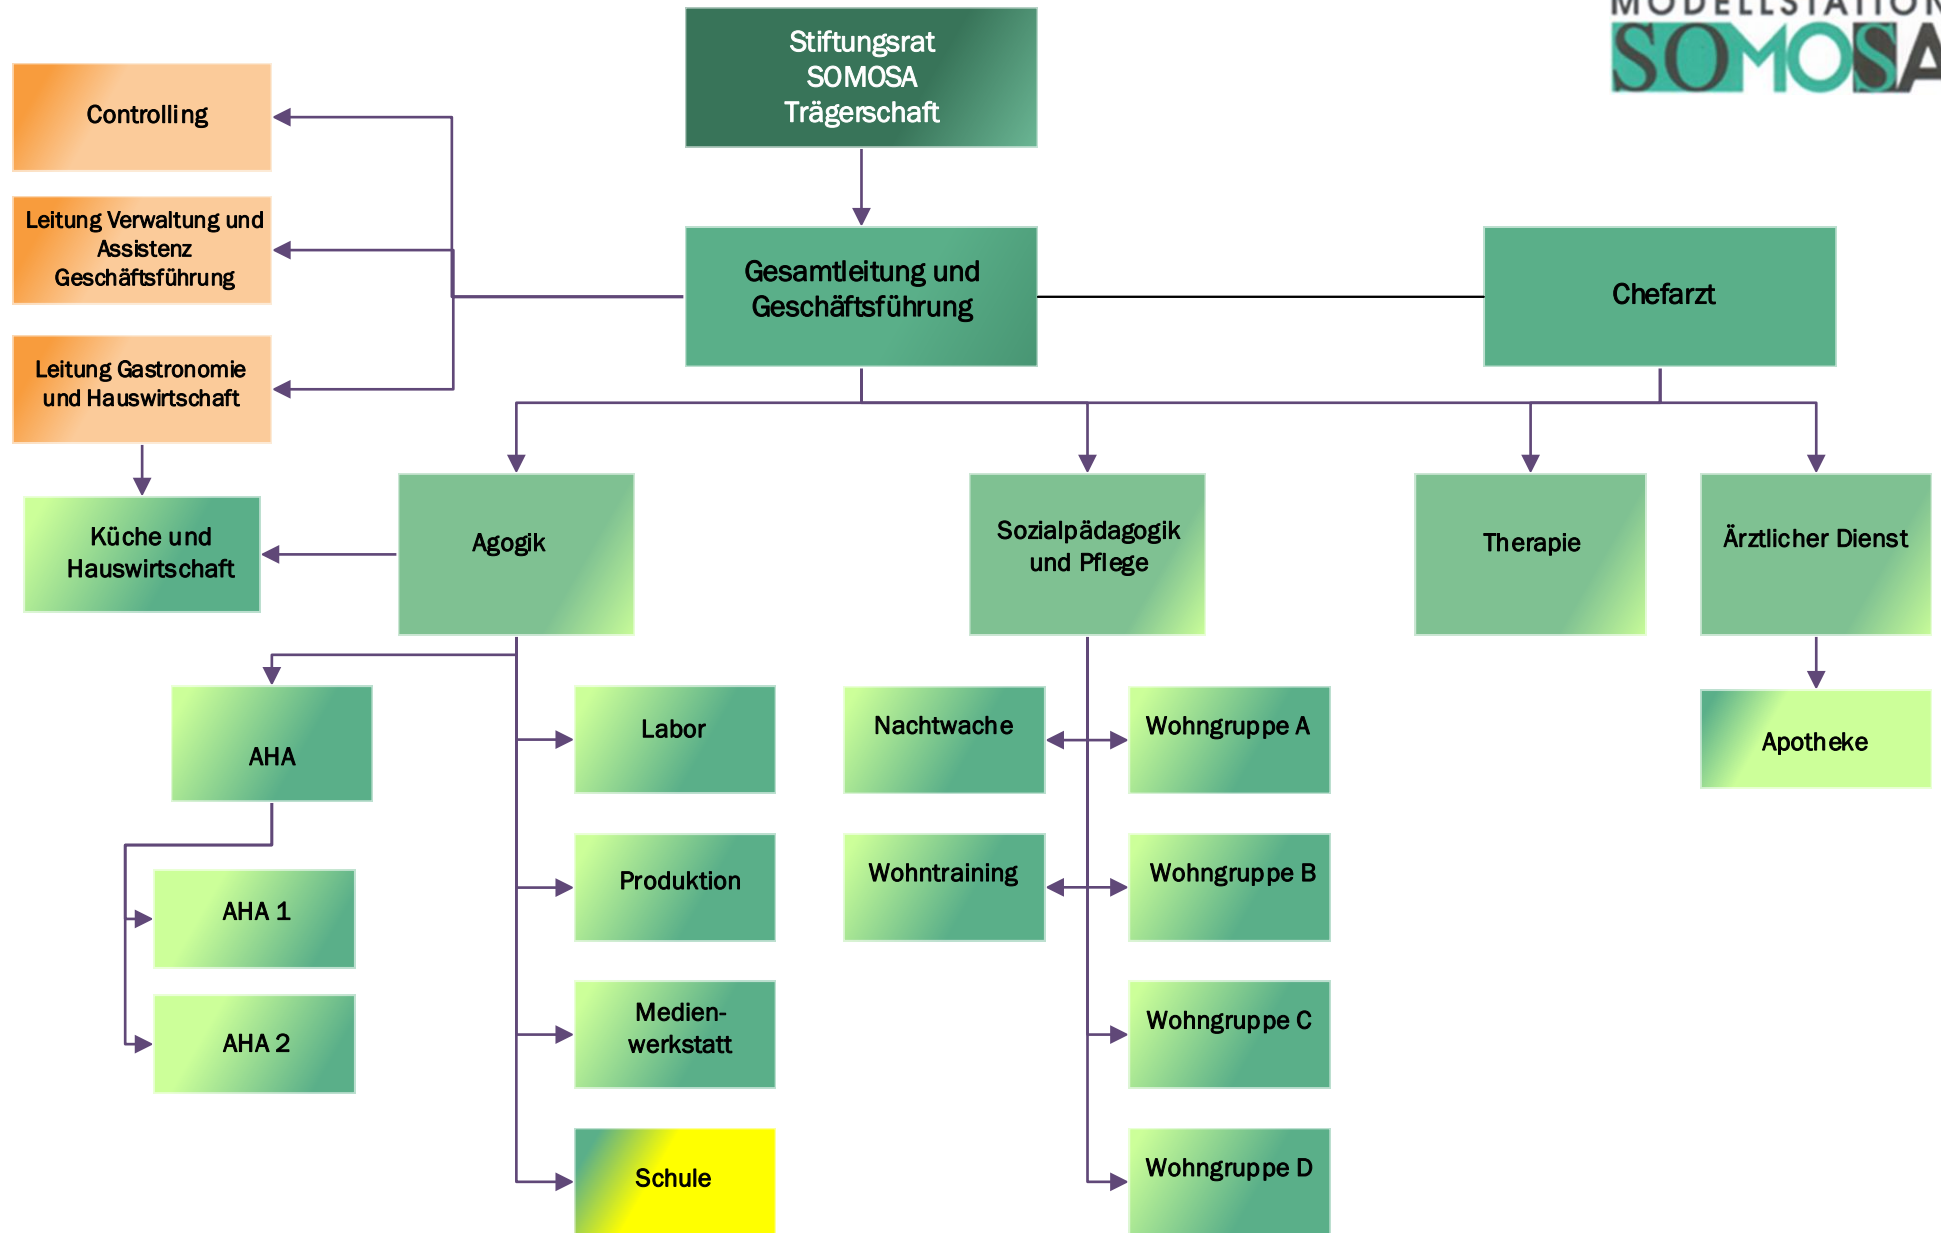 MODELLSTATION
SOMOSA
Stiftungsrat
SOMOSA
Trägerschaft
Controlling
Leitung Verwaltung und
Assistenz
Geschäftsführung
Gesamtleitung und
Geschäftsführung
Chefarzt
Leitung Gastronomie
und Hauswirtschaft
Küche und
Hauswirtschaft
Agogik
Sozialpädagogik
und Pflege
Therapie
Ärztlicher Dienst
AHA
Labor
Nachtwache
Wohngruppe A
Apotheke
Produktion
Wohntraining
Wohngruppe B
AHA 1
Medien-
werkstatt
Wohngruppe C
AHA 2
Schule
Wohngruppe D